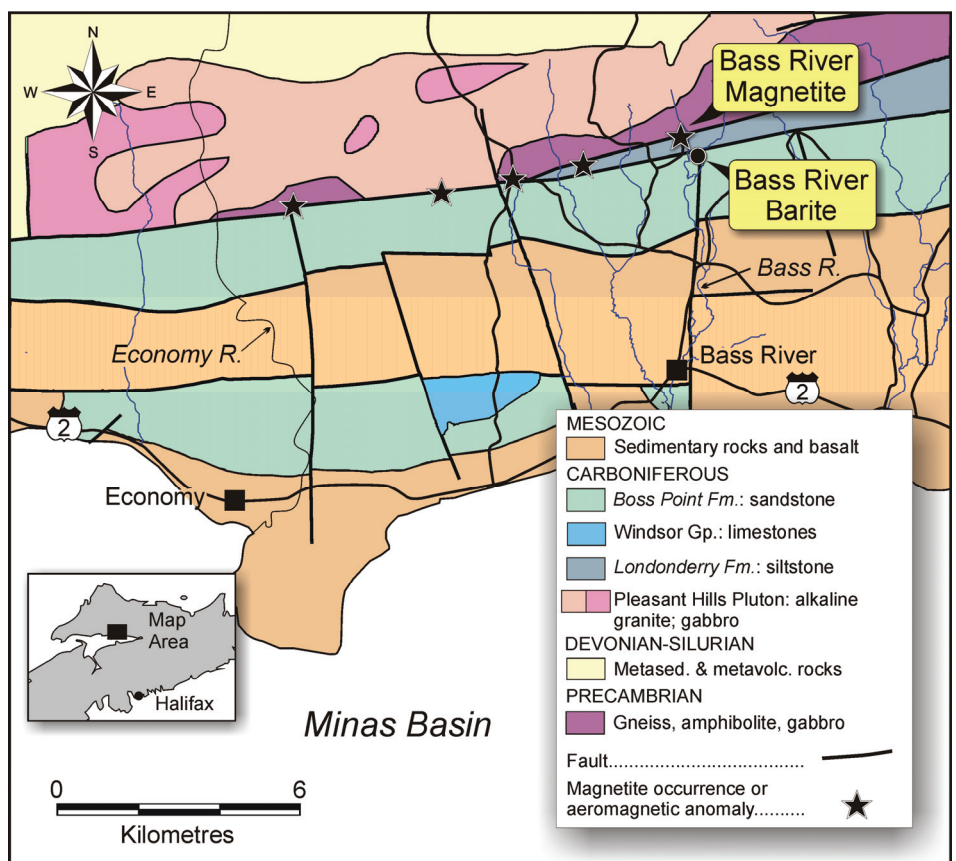 N
W
E
S
Bass River
Magnetite
Bass River
Barite
Bass R.
Economy R.
Bass River
2
2
Economy
MESOZOIC
Sedimentary rocks and basalt
CARBONIFEROUS
Boss Point Fm.: sandstone
Windsor Gp.: limestones
Londonderry Fm.: siltstone
Pleasant Hills Pluton: alkaline
granite; gabbro
DEVONIAN-SILURIAN
Metased. & metavolc. rocks
PRECAMBRIAN
Gneiss, amphibolite, gabbro
Fault....................................
Magnetite occurrence or
aeromagnetic anomaly..........
Map
Area
Halifax
Minas Basin
0
6
Kilometres